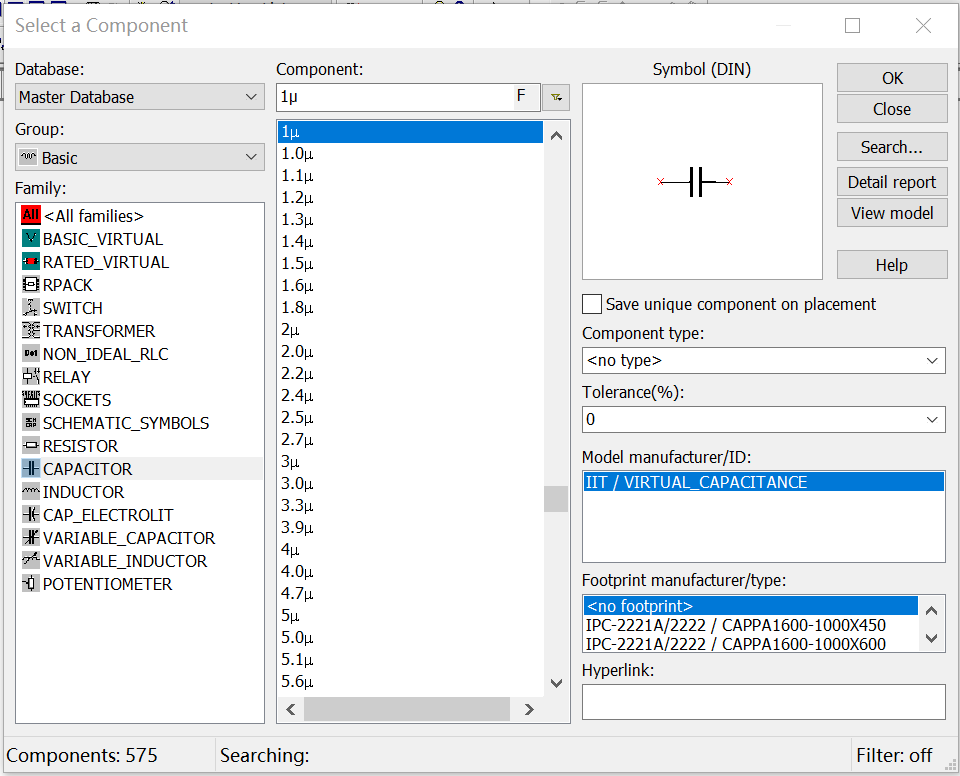 Select a Component
Database:
Master Database
Group:
Basic
Family:
All <All families>
BASIC_VIRTUAL
RATED_VIRTUAL
RPACK
SWITCH
TRANSFORMER
NON_IDEAL_RLC
RELAY
SOCKETS
SCHEMATIC_SYMBOLS
RESISTOR
CAPACITOR
INDUCTOR
CAP_ELECTROLIT
VARIABLE_CAPACITOR
VARIABLE_INDUCTOR
POTENTIOMETER
Component:
1µ F
1µ
1.0µ
1.1µ
1.2µ
1.3µ
1.4µ
1.5µ
1.6µ
1.8µ
2µ
2.0µ
2.2µ
2.4µ
2.5µ
2.7µ
3µ
3.0µ
3.3µ
3.9µ
4µ
4.0µ
4.7µ
5µ
5.0µ
5.1µ
5.6µ
Symbol (DIN)
Save unique component on placement
Component type:
<no type>
Tolerance(%):
0
Model manufacturer/ID:
IIT / VIRTUAL_CAPACITANCE
Footprint manufacturer/type:
<no footprint>
IPC-2221A/2222 / CAPPA1600-1000X450
IPC-2221A/2222 / CAPPA1600-1000X600
Hyperlink:
OK
Close
Search...
Detail report
View model
Help
Components: 575
Searching:
Filter: off